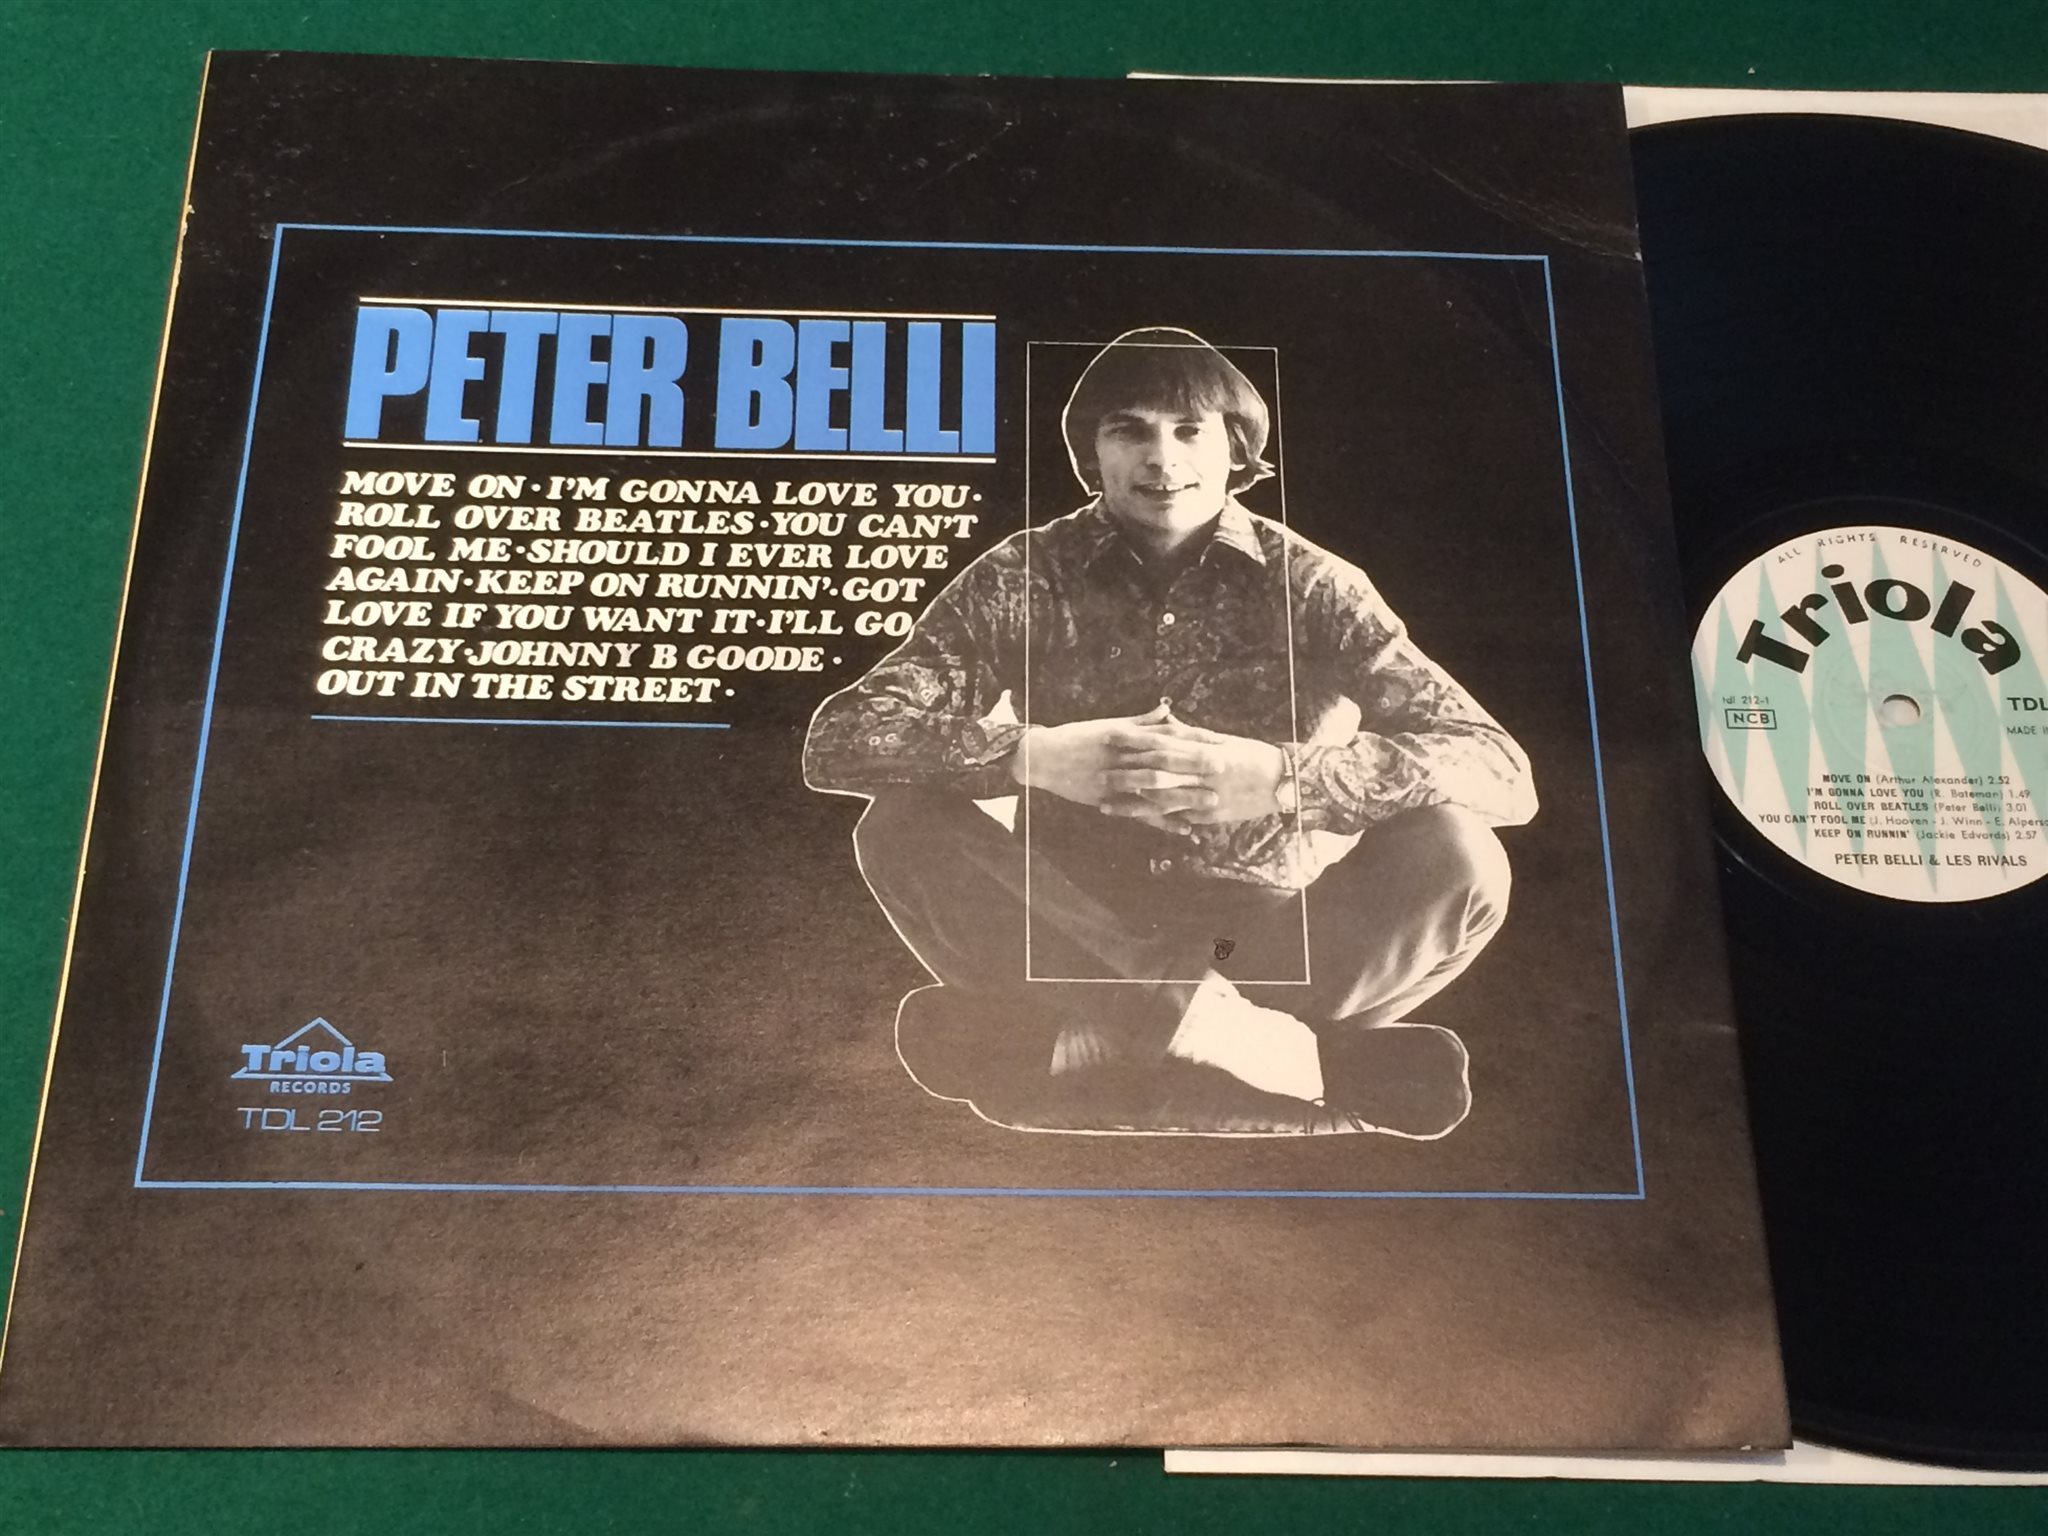 PETER BELLI
MOVE ON·I'M GONNA LOVE YOU·
ROLL OVER BEATLES·YOU CAN'T
FOOL ME·SHOULD I EVER LOVE
AGAIN·KEEP ON RUNNIN'·GOT
LOVE IF YOU WANT IT·I'LL GO
CRAZY·JOHNNY B GOODE·
OUT IN THE STREET·
Triola
RECORDS
TDL 212
ALL RIGHTS RESERVED
Triola
tdl 212-1
NCB
TDL
MADE
MOVE ON (Arthur Alexander) 2.52
I'M GONNA LOVE YOU (R. Bateman) 1.49
ROLL OVER BEATLES (Peter Belli) 3.01
YOU CAN'T FOOL ME (J. Hooven - J. Winn - E. Alpers
KEEP ON RUNNIN' (Jackie Edvards) 2.57
PETER BELLI & LES RIVALS